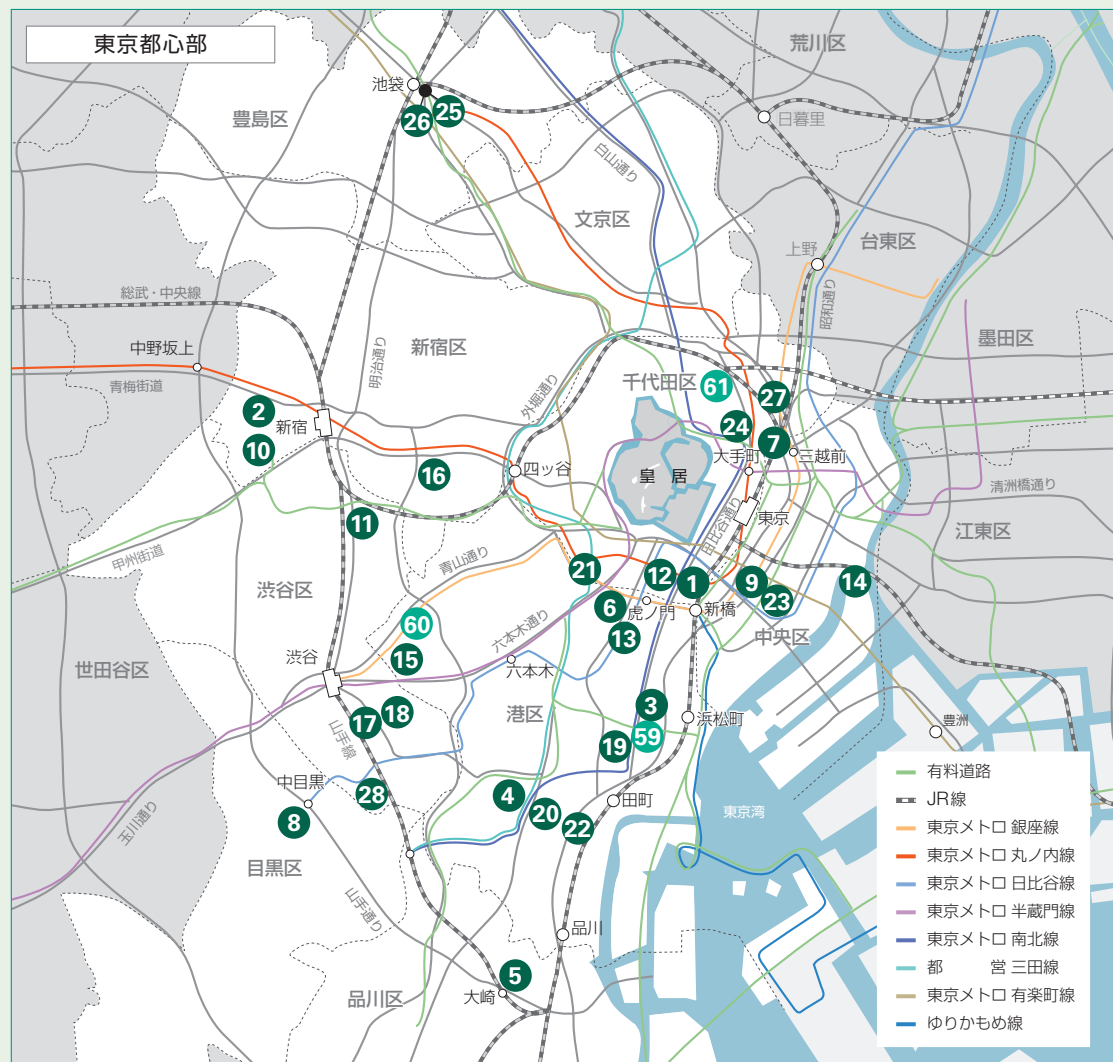 東京都心部
荒川区
池袋
日暮里
豊島区
25
26
白山通り
文京区
台東区
上野
昭和通り
総武・中央線
墨田区
中野坂上
新宿区
明治通り
外堀通り
千代田区
61
27
青梅街道
2
新宿
24
7
三越前
10
16
四ッ谷
大手町
皇 居
清洲橋通り
11
日比谷通り
東京
江東区
甲州街道
青山通り
21
12
1
9
14
渋谷区
6
虎ノ門
新橋
23
中央区
60
13
六本木通り
渋谷
15
六本木
世田谷区
港区
3
浜松町
17
18
59
19
豊洲
山手線
中目黒
28
4
田町
8
20
22
東京湾
玉川通り
目黒区
山手通り
品川
5
大崎
品川区
有料道路
JR線
東京メトロ 銀座線
東京メトロ 丸ノ内線
東京メトロ 日比谷線
東京メトロ 半蔵門線
東京メトロ 南北線
都 営 三田線
東京メトロ 有楽町線
ゆりかもめ線